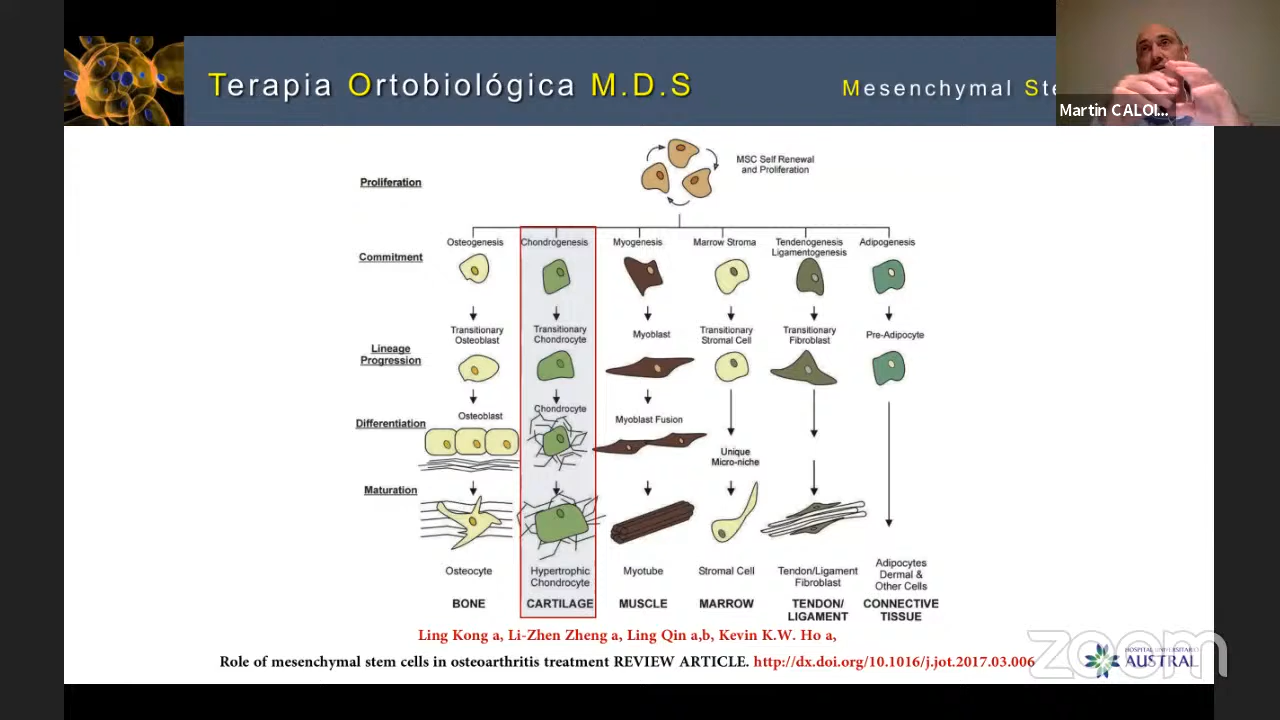 Terapia Ortobiológica M.D.S
Mesenchymal Ste
Martin CALOI...
MSC Self Renewal
and Proliferation
Proliferation
Osteogenesis
Chondrogenesis
Myogenesis
Marrow Stroma
Tendenogenesis
Ligamentogenesis
Adipogenesis
Commitment
Transitionary
Osteoblast
Transitionary
Chondrocyte
Myoblast
Transitionary
Stromal Cell
Transitionary
Fibroblast
Pre-Adipocyte
Lineage
Progression
Osteoblast
Chondrocyte
Myoblast Fusion
Differentiation
Unique
Micro-niche
Maturation
Osteocyte
Hypertrophic
Chondrocyte
Myotube
Stromal Cell
Tendon/Ligament
Fibroblast
Adipocytes
Dermal &
Other Cells
BONE
CARTILAGE
MUSCLE
MARROW
TENDON/
LIGAMENT
CONNECTIVE
TISSUE
Ling Kong a, Li-Zhen Zheng a, Ling Qin a,b, Kevin K.W. Ho a,
Role of mesenchymal stem cells in osteoarthritis treatment REVIEW ARTICLE. http://dx.doi.org/10.1016/j.jot.2017.03.006
zoom
HOSPITAL UNIVERSITARIO
AUSTRAL